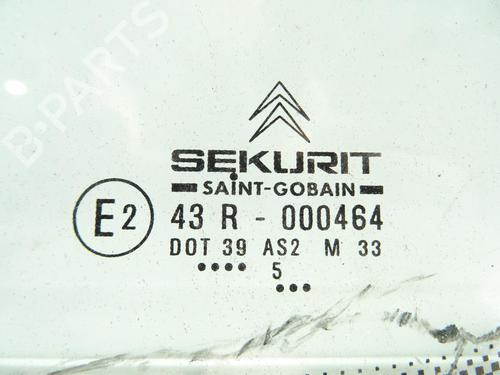 B-PARTS
SEKURIT
SAINT-GOBAIN
E2
43 R - 000464
DOT 39 AS2 M 33
•••• 5
•••